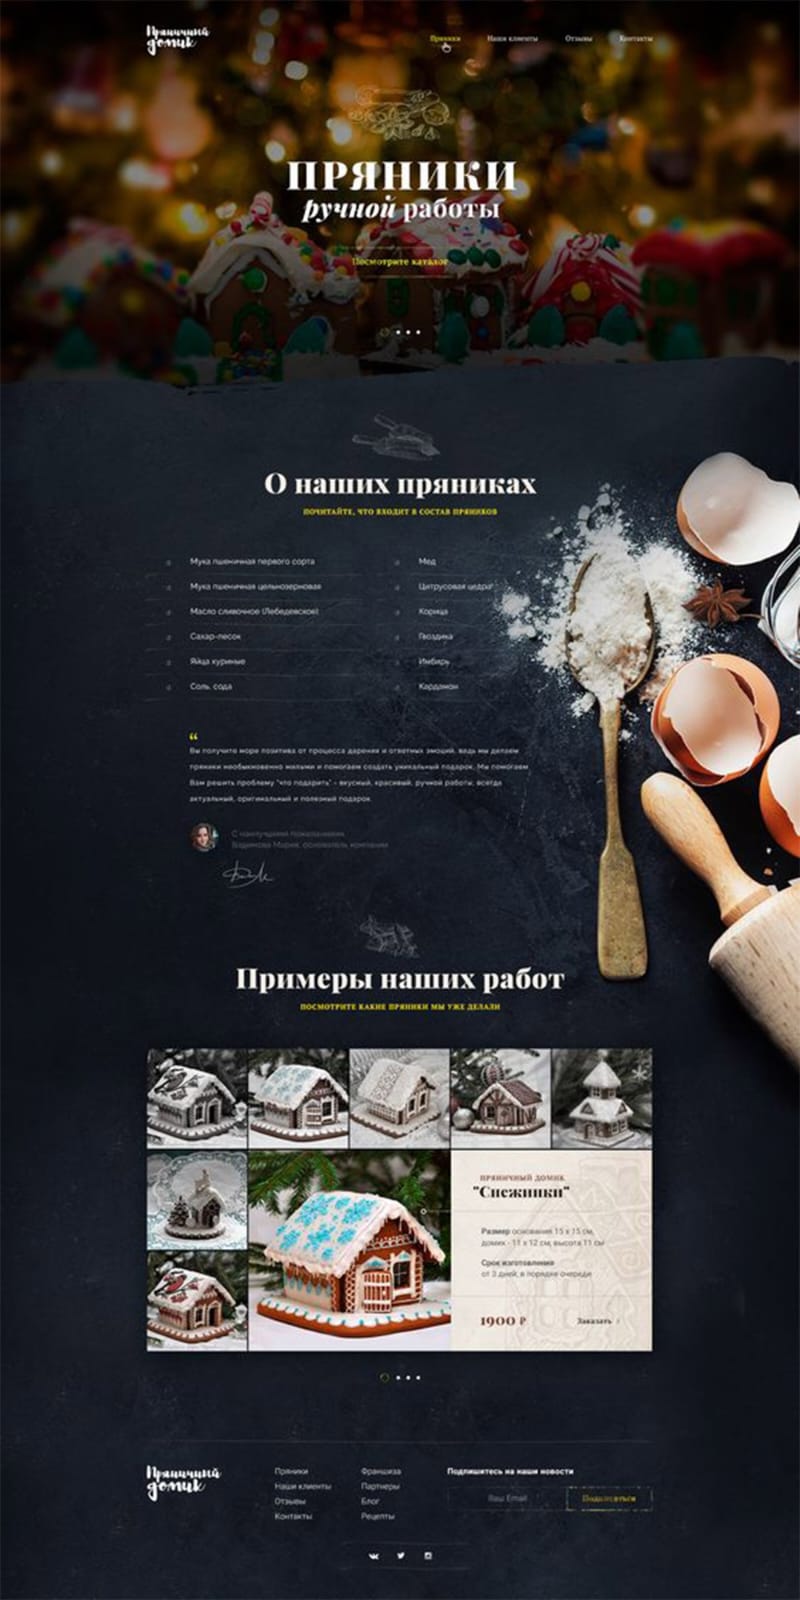 Пряничный
домик
Пряники Наши клиенты Отзывы Контакты
ПРЯНИКИ
ручной работы
Посмотрите каталог
О наших пряниках
ПОЧИТАЙТЕ, ЧТО ВХОДИТ В СОСТАВ ПРЯНИКОВ
Мука пшеничная первого сорта
Мука пшеничная цельнозерновая
Масло сливочное (Лебедевское)
Сахар-песок
Яйца куриные
Соль, сода
Мед
Цитрусовая цедра
Корица
Гвоздика
Имбирь
Кардамон
“
Вы получите море позитива от процесса дарения и ответных эмоций, ведь мы делаем
пряники необыкновенно милыми и помогаем создать уникальный подарок. Мы помогаем
Вам решить проблему "что подарить" - вкусный, красивый, ручной работы, всегда
актуальный, оригинальный и полезный подарок.
С наилучшими пожеланиями,
Вадимова Мария, основатель компании
Примеры наших работ
ПОСМОТРИТЕ КАКИЕ ПРЯНИКИ МЫ УЖЕ ДЕЛАЛИ
ПРЯНИЧНЫЙ ДОМИК
"Снежинки"
Размер основания 15 х 15 см,
домик - 11 х 12 см, высота 11 см
Срок изготовления
от 3 дней, в порядке очереди
1900 ₽ Заказать
Пряничный
домик
Пряники
Наши клиенты
Отзывы
Контакты
Франшиза
Партнеры
Блог
Рецепты
Подпишитесь на наши новости
Ваш Email Подписаться